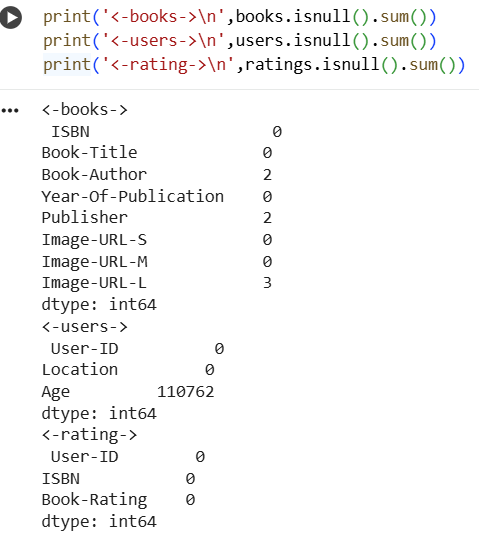 print('<-books->\n',books.isnull().sum())
print('<-users->\n',users.isnull().sum())
print('<-rating->\n',ratings.isnull().sum())
<-books->
ISBN 0
Book-Title 0
Book-Author 2
Year-Of-Publication 0
Publisher 2
Image-URL-S 0
Image-URL-M 0
Image-URL-L 3
dtype: int64
<-users->
User-ID 0
Location 0
Age 110762
dtype: int64
<-rating->
User-ID 0
ISBN 0
Book-Rating 0
dtype: int64